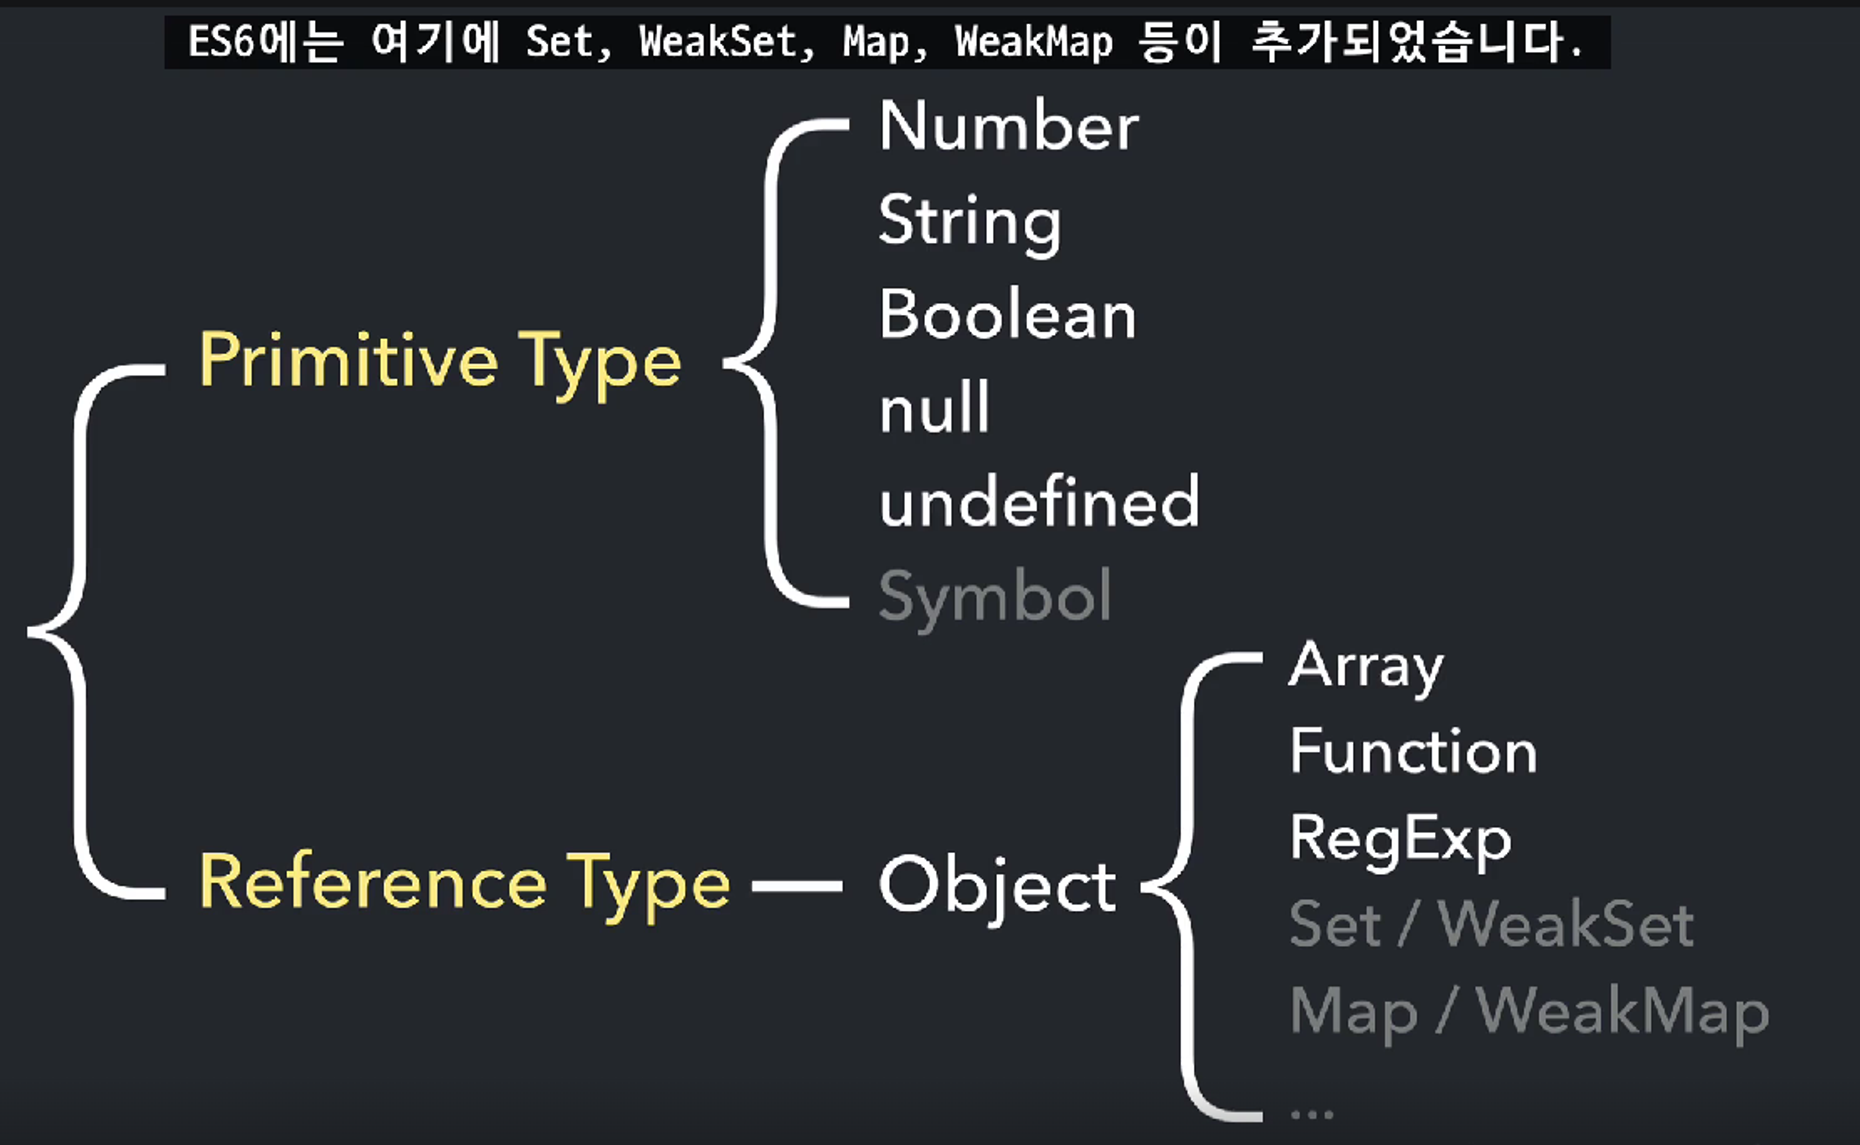 ES6에는 여기에 Set, WeakSet, Map, WeakMap 등이 추가되었습니다.
Primitive Type
Number
String
Boolean
null
undefined
Symbol
Reference Type
Object
Array
Function
RegExp
Set / WeakSet
Map / WeakMap
...